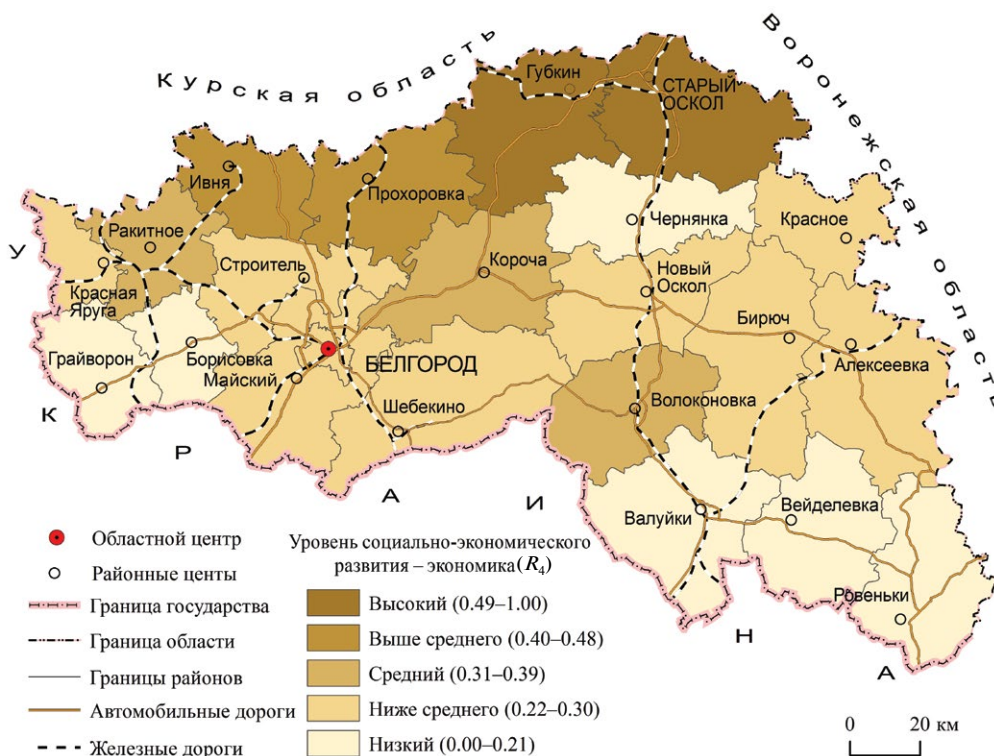 Курская область
Воронежская область
Губкин
СТАРЫЙ
ОСКОЛ
Ивня
Прохоровка
Чернянка
Красное
Ракитное
Строитель
Короча
Новый
Оскол
Красная
Яруга
Бирюч
Грайворон
Борисовка
БЕЛГОРОД
Алексеевка
Майский
Волоконовка
Шебекино
Валуйки
Вейделевка
Ровеньки
УКРАИНА
Областной центр
Районные центы
Граница государства
Граница области
Границы районов
Автомобильные дороги
Железные дороги
Уровень социально-экономического
развития – экономика (R4)
Высокий (0.49–1.00)
Выше среднего (0.40–0.48)
Средний (0.31–0.39)
Ниже среднего (0.22–0.30)
Низкий (0.00–0.21)
0 20 км